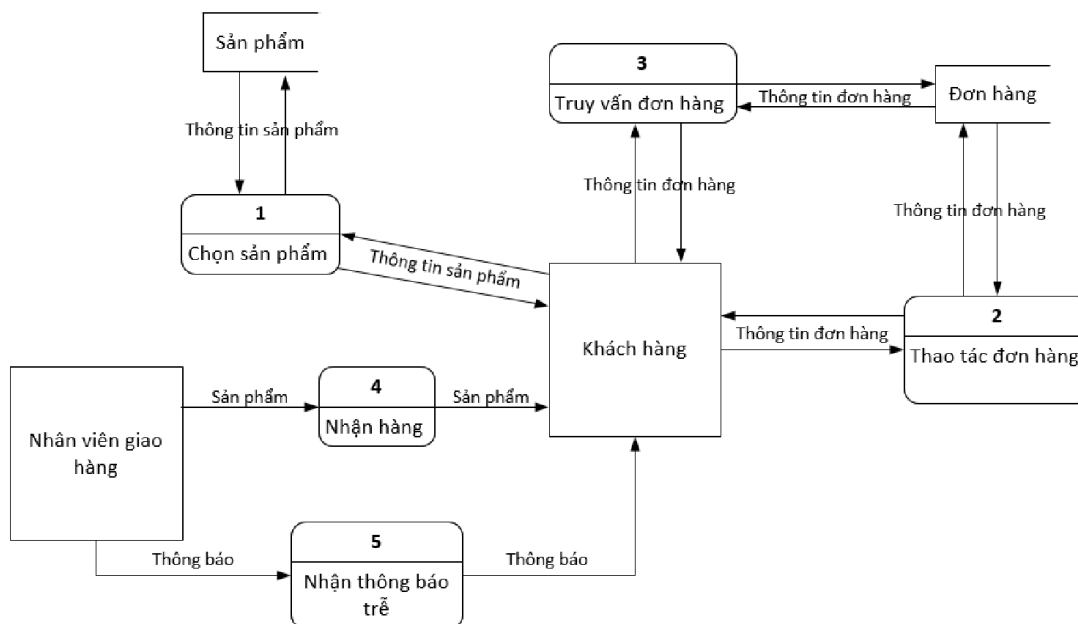 Sản phẩm
3
Truy vấn đơn hàng
Thông tin đơn hàng
Đơn hàng
Thông tin sản phẩm
Thông tin đơn hàng
Thông tin đơn hàng
1
Chọn sản phẩm
Thông tin sản phẩm
2
Thao tác đơn hàng
Thông tin đơn hàng
Khách hàng
Nhân viên giao
hàng
Sản phẩm
4
Nhận hàng
Sản phẩm
Thông báo
5
Nhận thông báo
trễ
Thông báo